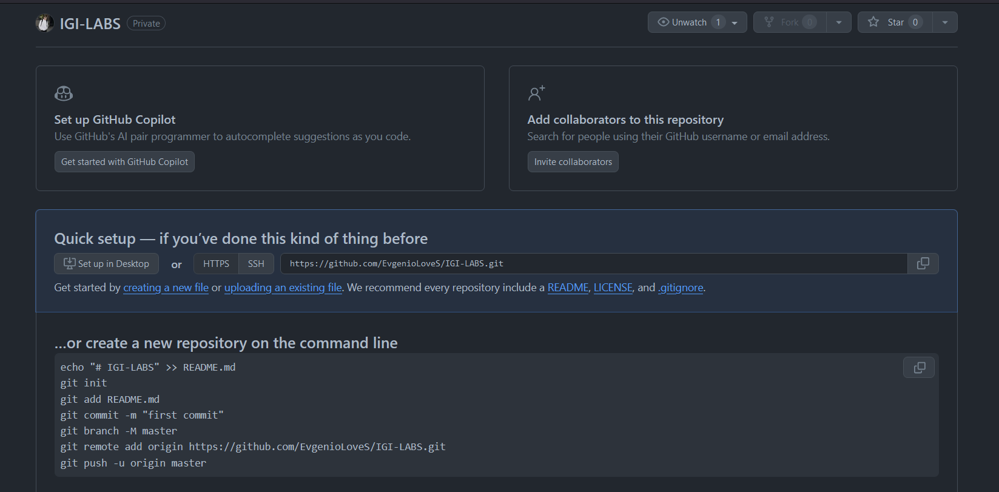 IGI-LABS Private Unwatch 1 Fork 0 Star 0
Set up GitHub Copilot
Use GitHub's AI pair programmer to autocomplete suggestions as you code.
Get started with GitHub Copilot
Add collaborators to this repository
Search for people using their GitHub username or email address.
Invite collaborators
Quick setup — if you’ve done this kind of thing before
Set up in Desktop or HTTPS SSH https://github.com/EvgenioLoveS/IGI-LABS.git
Get started by creating a new file or uploading an existing file. We recommend every repository include a README, LICENSE, and .gitignore.
…or create a new repository on the command line
echo "# IGI-LABS" >> README.md
git init
git add README.md
git commit -m "first commit"
git branch -M master
git remote add origin https://github.com/EvgenioLoveS/IGI-LABS.git
git push -u origin master